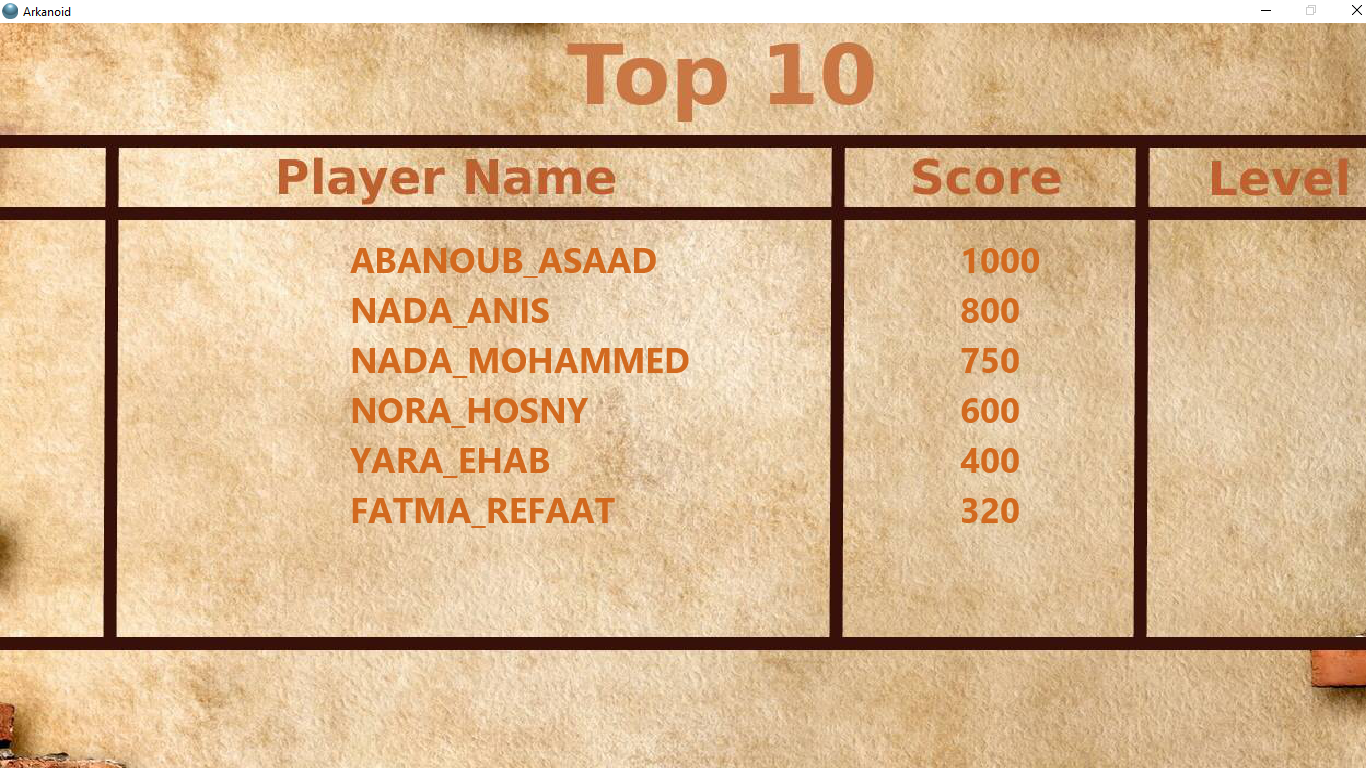 Arkanoid
Top 10
Player Name Score Level
ABANOUB_ASAAD 1000
NADA_ANIS 800
NADA_MOHAMMED 750
NORA_HOSNY 600
YARA_EHAB 400
FATMA_REFAAT 320